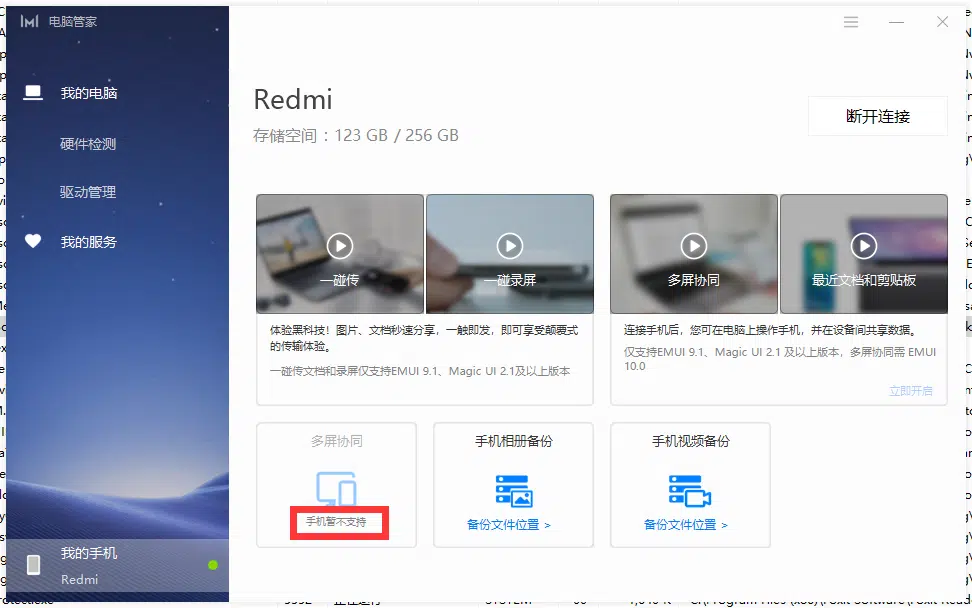 电脑管家
我的电脑
硬件检测
驱动管理
我的服务
我的手机
Redmi
Redmi
存储空间：123 GB / 256 GB
断开连接
一碰传
一碰录屏
多屏协同
最近文档和剪贴板
体验黑科技！图片、文档秒速分享，一触即发，即可享受颠覆式
的传输体验。
一碰传文档和录屏仅支持EMUI 9.1、Magic UI 2.1及以上版本
连接手机后，您可在电脑上操作手机，并在设备间共享数据。
仅支持EMUI 9.1、Magic UI 2.1 及以上版本，多屏协同需 EMUI
10.0
立即开启
多屏协同
手机暂不支持
手机相册备份
备份文件位置 >
手机视频备份
备份文件位置 >